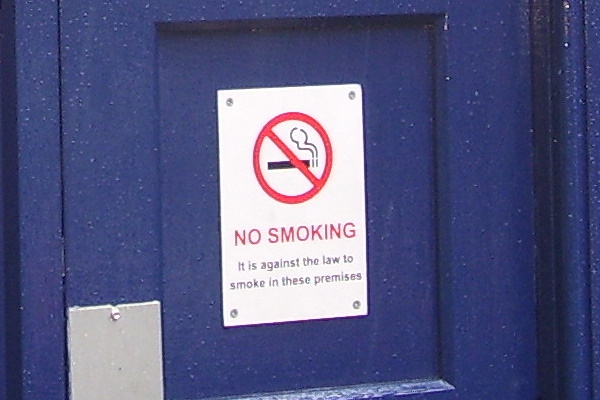 NO SMOKING
It is against the law to
smoke in these premises